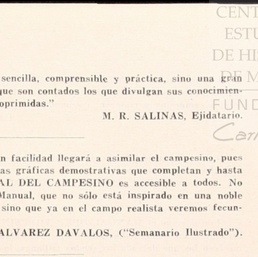 CENT
ESTU
DE HIS
DE M
FUND
sencilla, comprensible y práctica, sino una gran
que son contados los que divulgan sus conocimien-
oprimidas."
M. R. SALINAS, Ejidatario.
n facilidad llegará a asimilar el campesino, pues
as gráficas demostrativas que completan y hasta
AL DEL CAMPESINO es accesible a todos. No
Manual, que no sólo está inspirado en una noble
sino que ya en el campo realista veremos fecun-
ALVAREZ DAVALOS, ("Semanario Ilustrado").